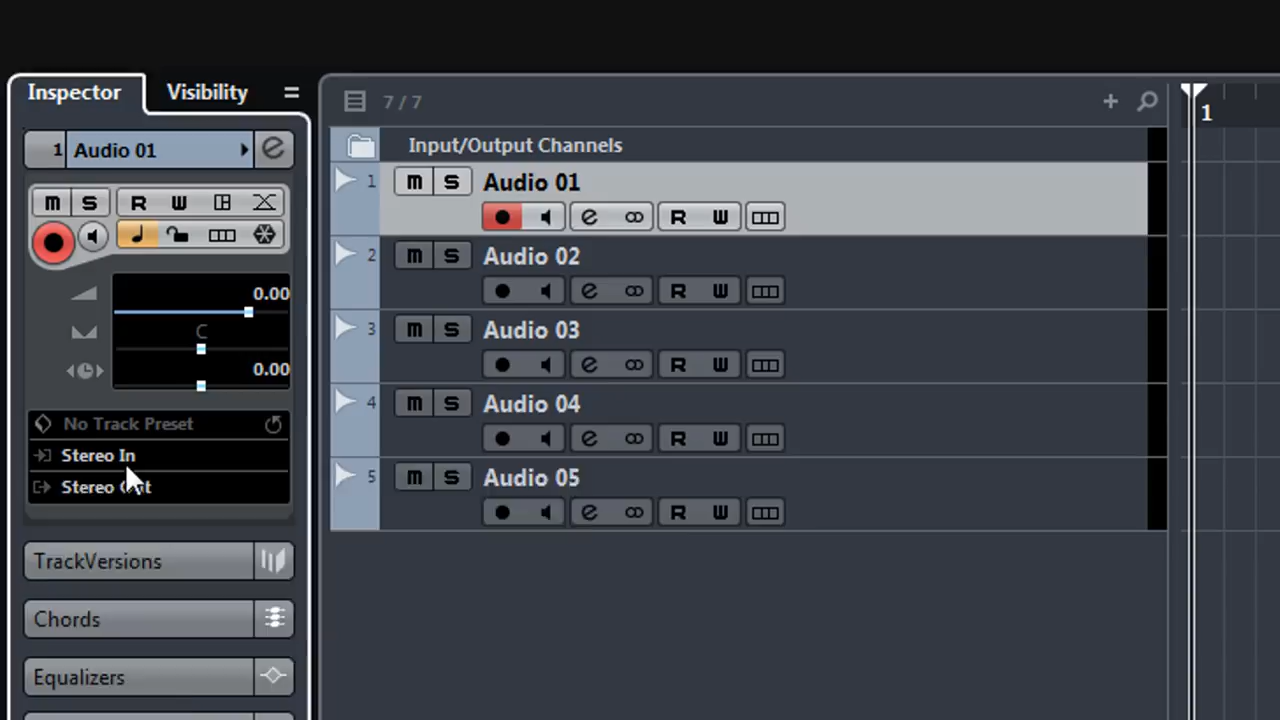 Inspector Visibility
7 / 7
1
1 Audio 01
Input/Output Channels
1 m S Audio 01
R W
m S R W
2 m S Audio 02
R W
0.00
C
0.00
3 m S Audio 03
R W
No Track Preset
4 m S Audio 04
R W
Stereo In
Stereo Out
5 m S Audio 05
R W
TrackVersions
Chords
Equalizers